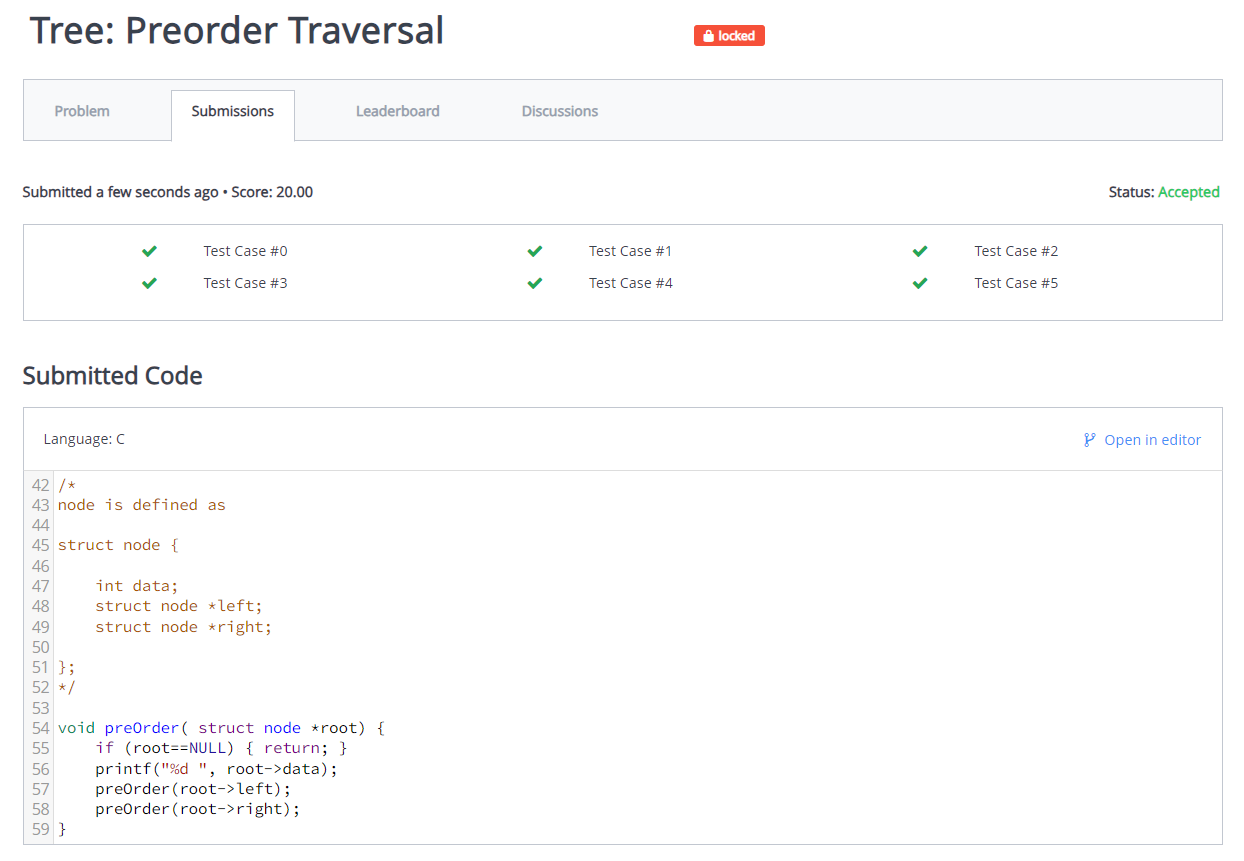 Tree: Preorder Traversal
locked
Problem Submissions Leaderboard Discussions
Submitted a few seconds ago • Score: 20.00 Status: Accepted
Test Case #0 Test Case #1 Test Case #2
Test Case #3 Test Case #4 Test Case #5
Submitted Code
Language: C Open in editor
42 /*
43 node is defined as
44
45 struct node {
46
47     int data;
48     struct node *left;
49     struct node *right;
50
51 };
52 */
53
54 void preOrder( struct node *root) {
55     if (root==NULL) { return; }
56     printf("%d ", root->data);
57     preOrder(root->left);
58     preOrder(root->right);
59 }